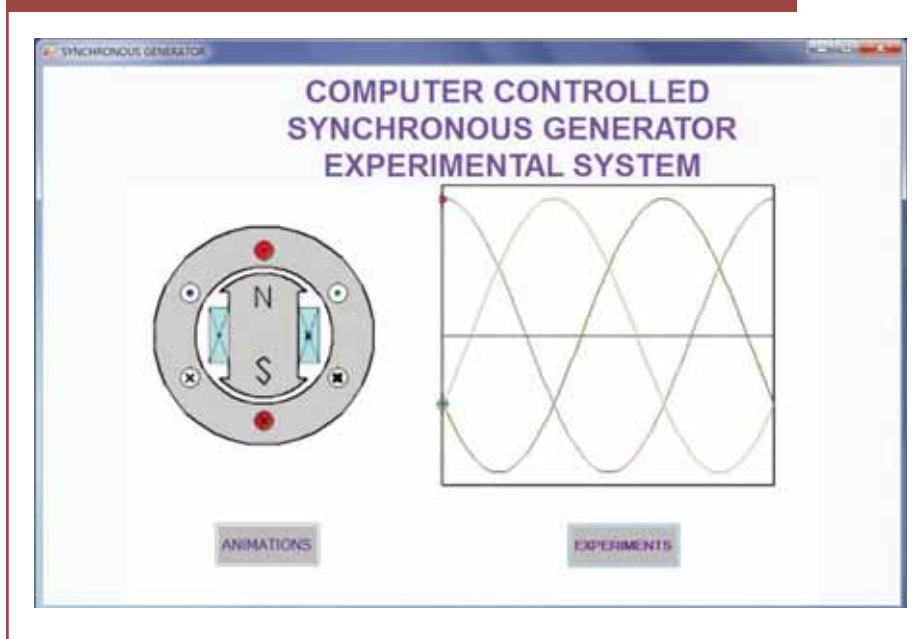 SYNCHRONOUS GENERATOR
COMPUTER CONTROLLED
SYNCHRONOUS GENERATOR
EXPERIMENTAL SYSTEM
N
S
ANIMATIONS
EXPERIMENTS